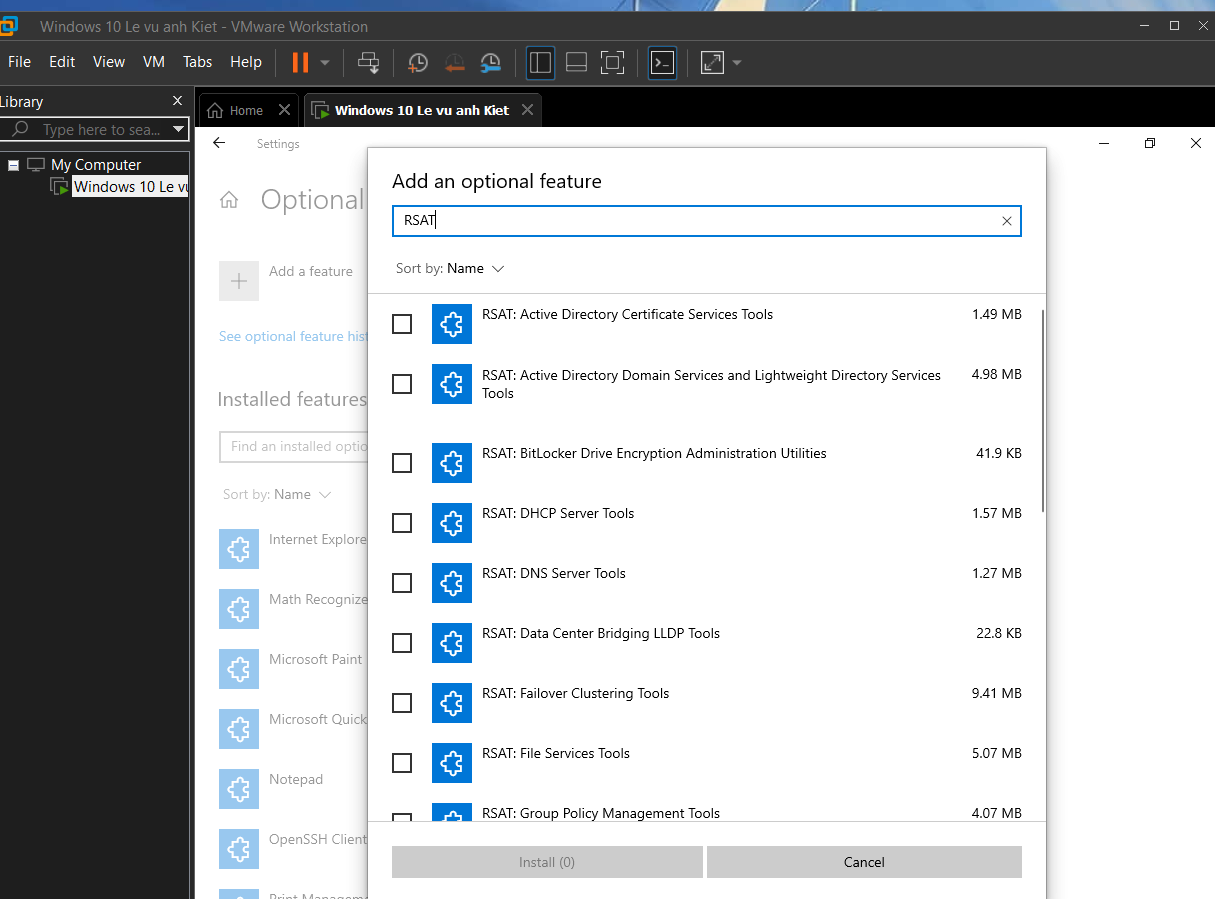 Windows 10 Le vu anh Kiet - VMware Workstation
File Edit View VM Tabs Help
Library
Type here to sea...
My Computer
Windows 10 Le vu
Home
Windows 10 Le vu anh Kiet
Settings
Optional
Add a feature
See optional feature hist
Installed features
Find an installed optio
Sort by: Name
Internet Explore
Math Recognize
Microsoft Paint
Microsoft Quick
Notepad
OpenSSH Client
Print Managem
Add an optional feature
RSAT
Sort by: Name
RSAT: Active Directory Certificate Services Tools 1.49 MB
RSAT: Active Directory Domain Services and Lightweight Directory Services 4.98 MB
Tools
RSAT: BitLocker Drive Encryption Administration Utilities 41.9 KB
RSAT: DHCP Server Tools 1.57 MB
RSAT: DNS Server Tools 1.27 MB
RSAT: Data Center Bridging LLDP Tools 22.8 KB
RSAT: Failover Clustering Tools 9.41 MB
RSAT: File Services Tools 5.07 MB
RSAT: Group Policy Management Tools 4.07 MB
Install (0)
Cancel